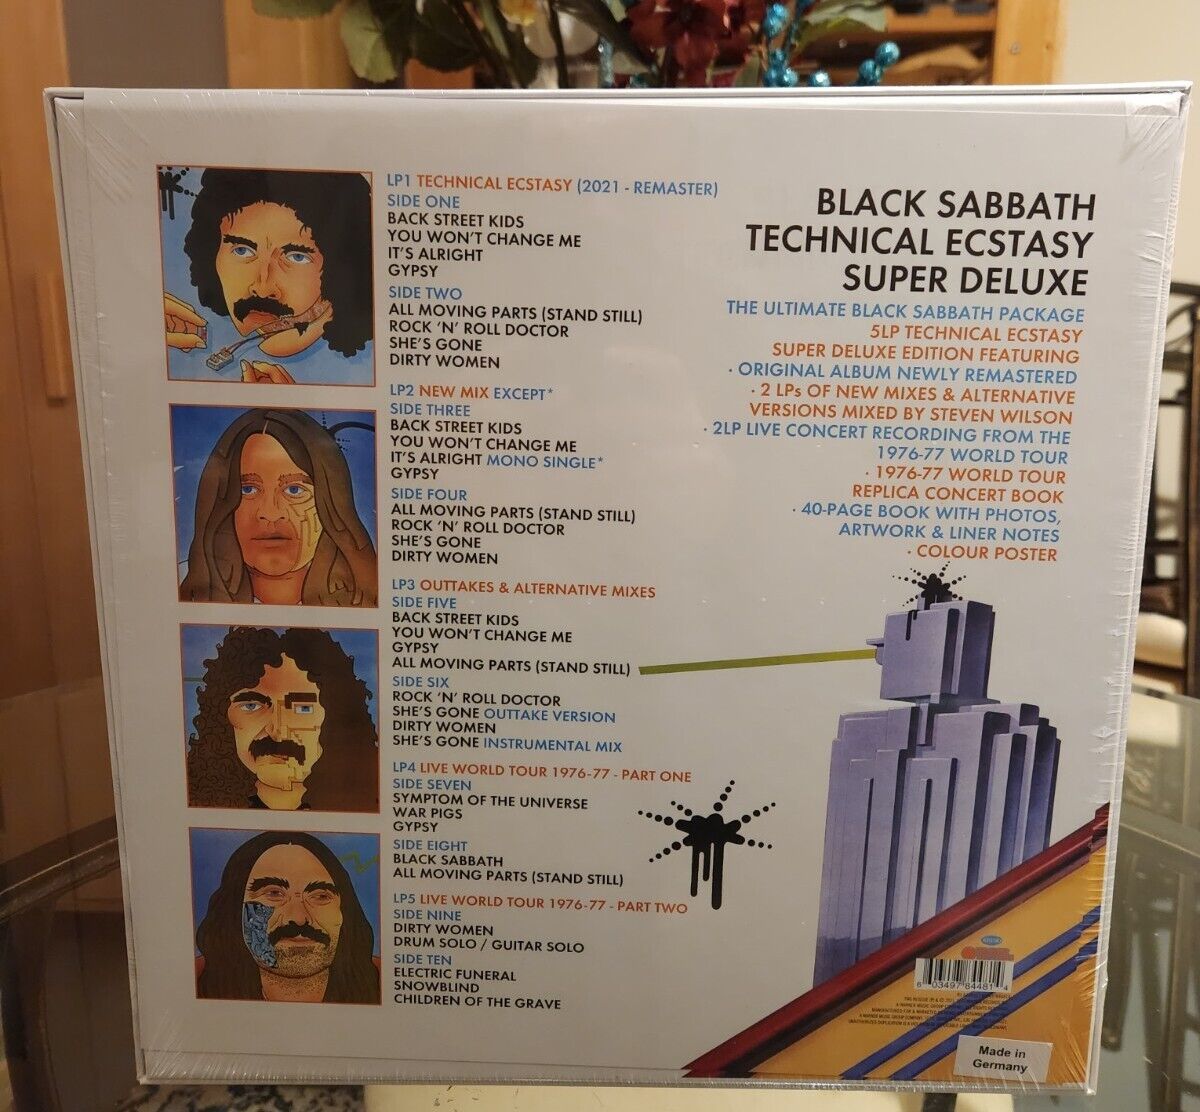 LP1 TECHNICAL ECSTASY (2021 - REMASTER)
SIDE ONE
BACK STREET KIDS
YOU WON'T CHANGE ME
IT'S ALRIGHT
GYPSY
SIDE TWO
ALL MOVING PARTS (STAND STILL)
ROCK 'N' ROLL DOCTOR
SHE'S GONE
DIRTY WOMEN
LP2 NEW MIX EXCEPT*
SIDE THREE
BACK STREET KIDS
YOU WON'T CHANGE ME
IT'S ALRIGHT MONO SINGLE*
GYPSY
SIDE FOUR
ALL MOVING PARTS (STAND STILL)
ROCK 'N' ROLL DOCTOR
SHE'S GONE
DIRTY WOMEN
LP3 OUTTAKES & ALTERNATIVE MIXES
SIDE FIVE
BACK STREET KIDS
YOU WON'T CHANGE ME
GYPSY
ALL MOVING PARTS (STAND STILL)
SIDE SIX
ROCK 'N' ROLL DOCTOR
SHE'S GONE OUTTAKE VERSION
DIRTY WOMEN
SHE'S GONE INSTRUMENTAL MIX
LP4 LIVE WORLD TOUR 1976-77 - PART ONE
SIDE SEVEN
SYMPTOM OF THE UNIVERSE
WAR PIGS
GYPSY
SIDE EIGHT
BLACK SABBATH
ALL MOVING PARTS (STAND STILL)
LP5 LIVE WORLD TOUR 1976-77 - PART TWO
SIDE NINE
DIRTY WOMEN
DRUM SOLO / GUITAR SOLO
SIDE TEN
ELECTRIC FUNERAL
SNOWBLIND
CHILDREN OF THE GRAVE
BLACK SABBATH
TECHNICAL ECSTASY
SUPER DELUXE
THE ULTIMATE BLACK SABBATH PACKAGE
5LP TECHNICAL ECSTASY
SUPER DELUXE EDITION FEATURING
· ORIGINAL ALBUM NEWLY REMASTERED
· 2 LPs OF NEW MIXES & ALTERNATIVE
VERSIONS MIXED BY STEVEN WILSON
· 2LP LIVE CONCERT RECORDING FROM THE
1976-77 WORLD TOUR
· 1976-77 WORLD TOUR
REPLICA CONCERT BOOK
· 40-PAGE BOOK WITH PHOTOS,
ARTWORK & LINER NOTES
· COLOUR POSTER
6 03497 84481 4
Made in
Germany